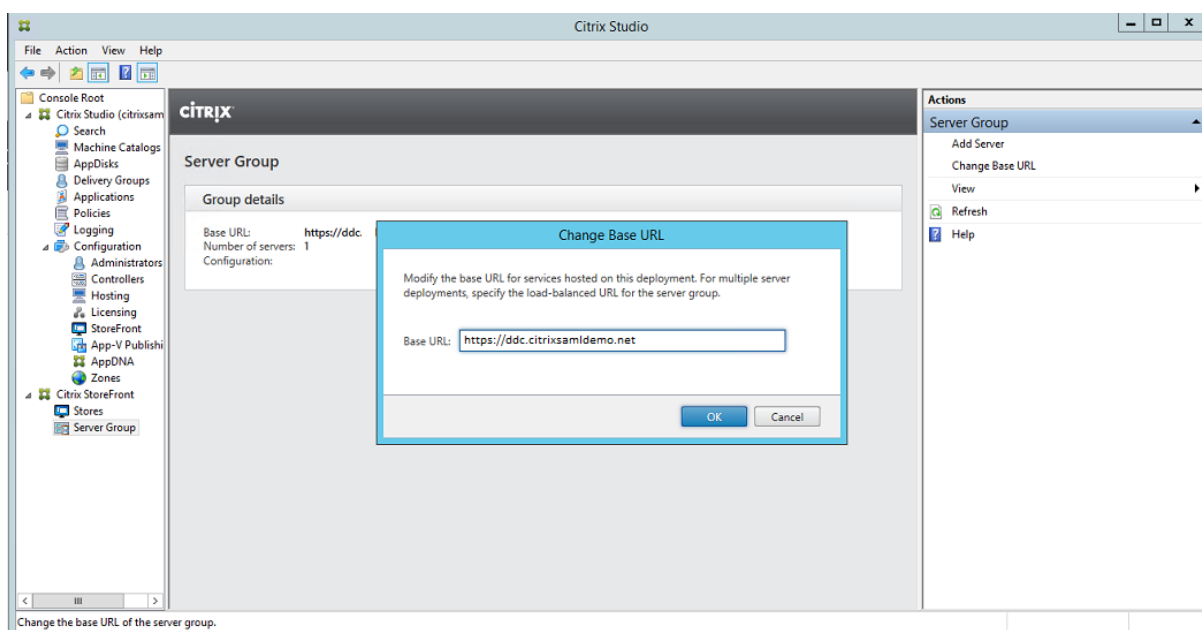 Citrix Studio
File Action View Help
Console Root
Citrix Studio (citrixsam
Search
Machine Catalogs
AppDisks
Delivery Groups
Applications
Policies
Logging
Configuration
Administrators
Controllers
Hosting
Licensing
StoreFront
App-V Publishi
AppDNA
Zones
Citrix StoreFront
Stores
Server Group
CITRIX
Server Group
Group details
Base URL: https://ddc.
Number of servers: 1
Configuration:
Change Base URL
Modify the base URL for services hosted on this deployment. For multiple server
deployments, specify the load-balanced URL for the server group.
Base URL: https://ddc.citrixsamldemo.net
OK Cancel
Actions
Server Group
Add Server
Change Base URL
View
Refresh
Help
Change the base URL of the server group.